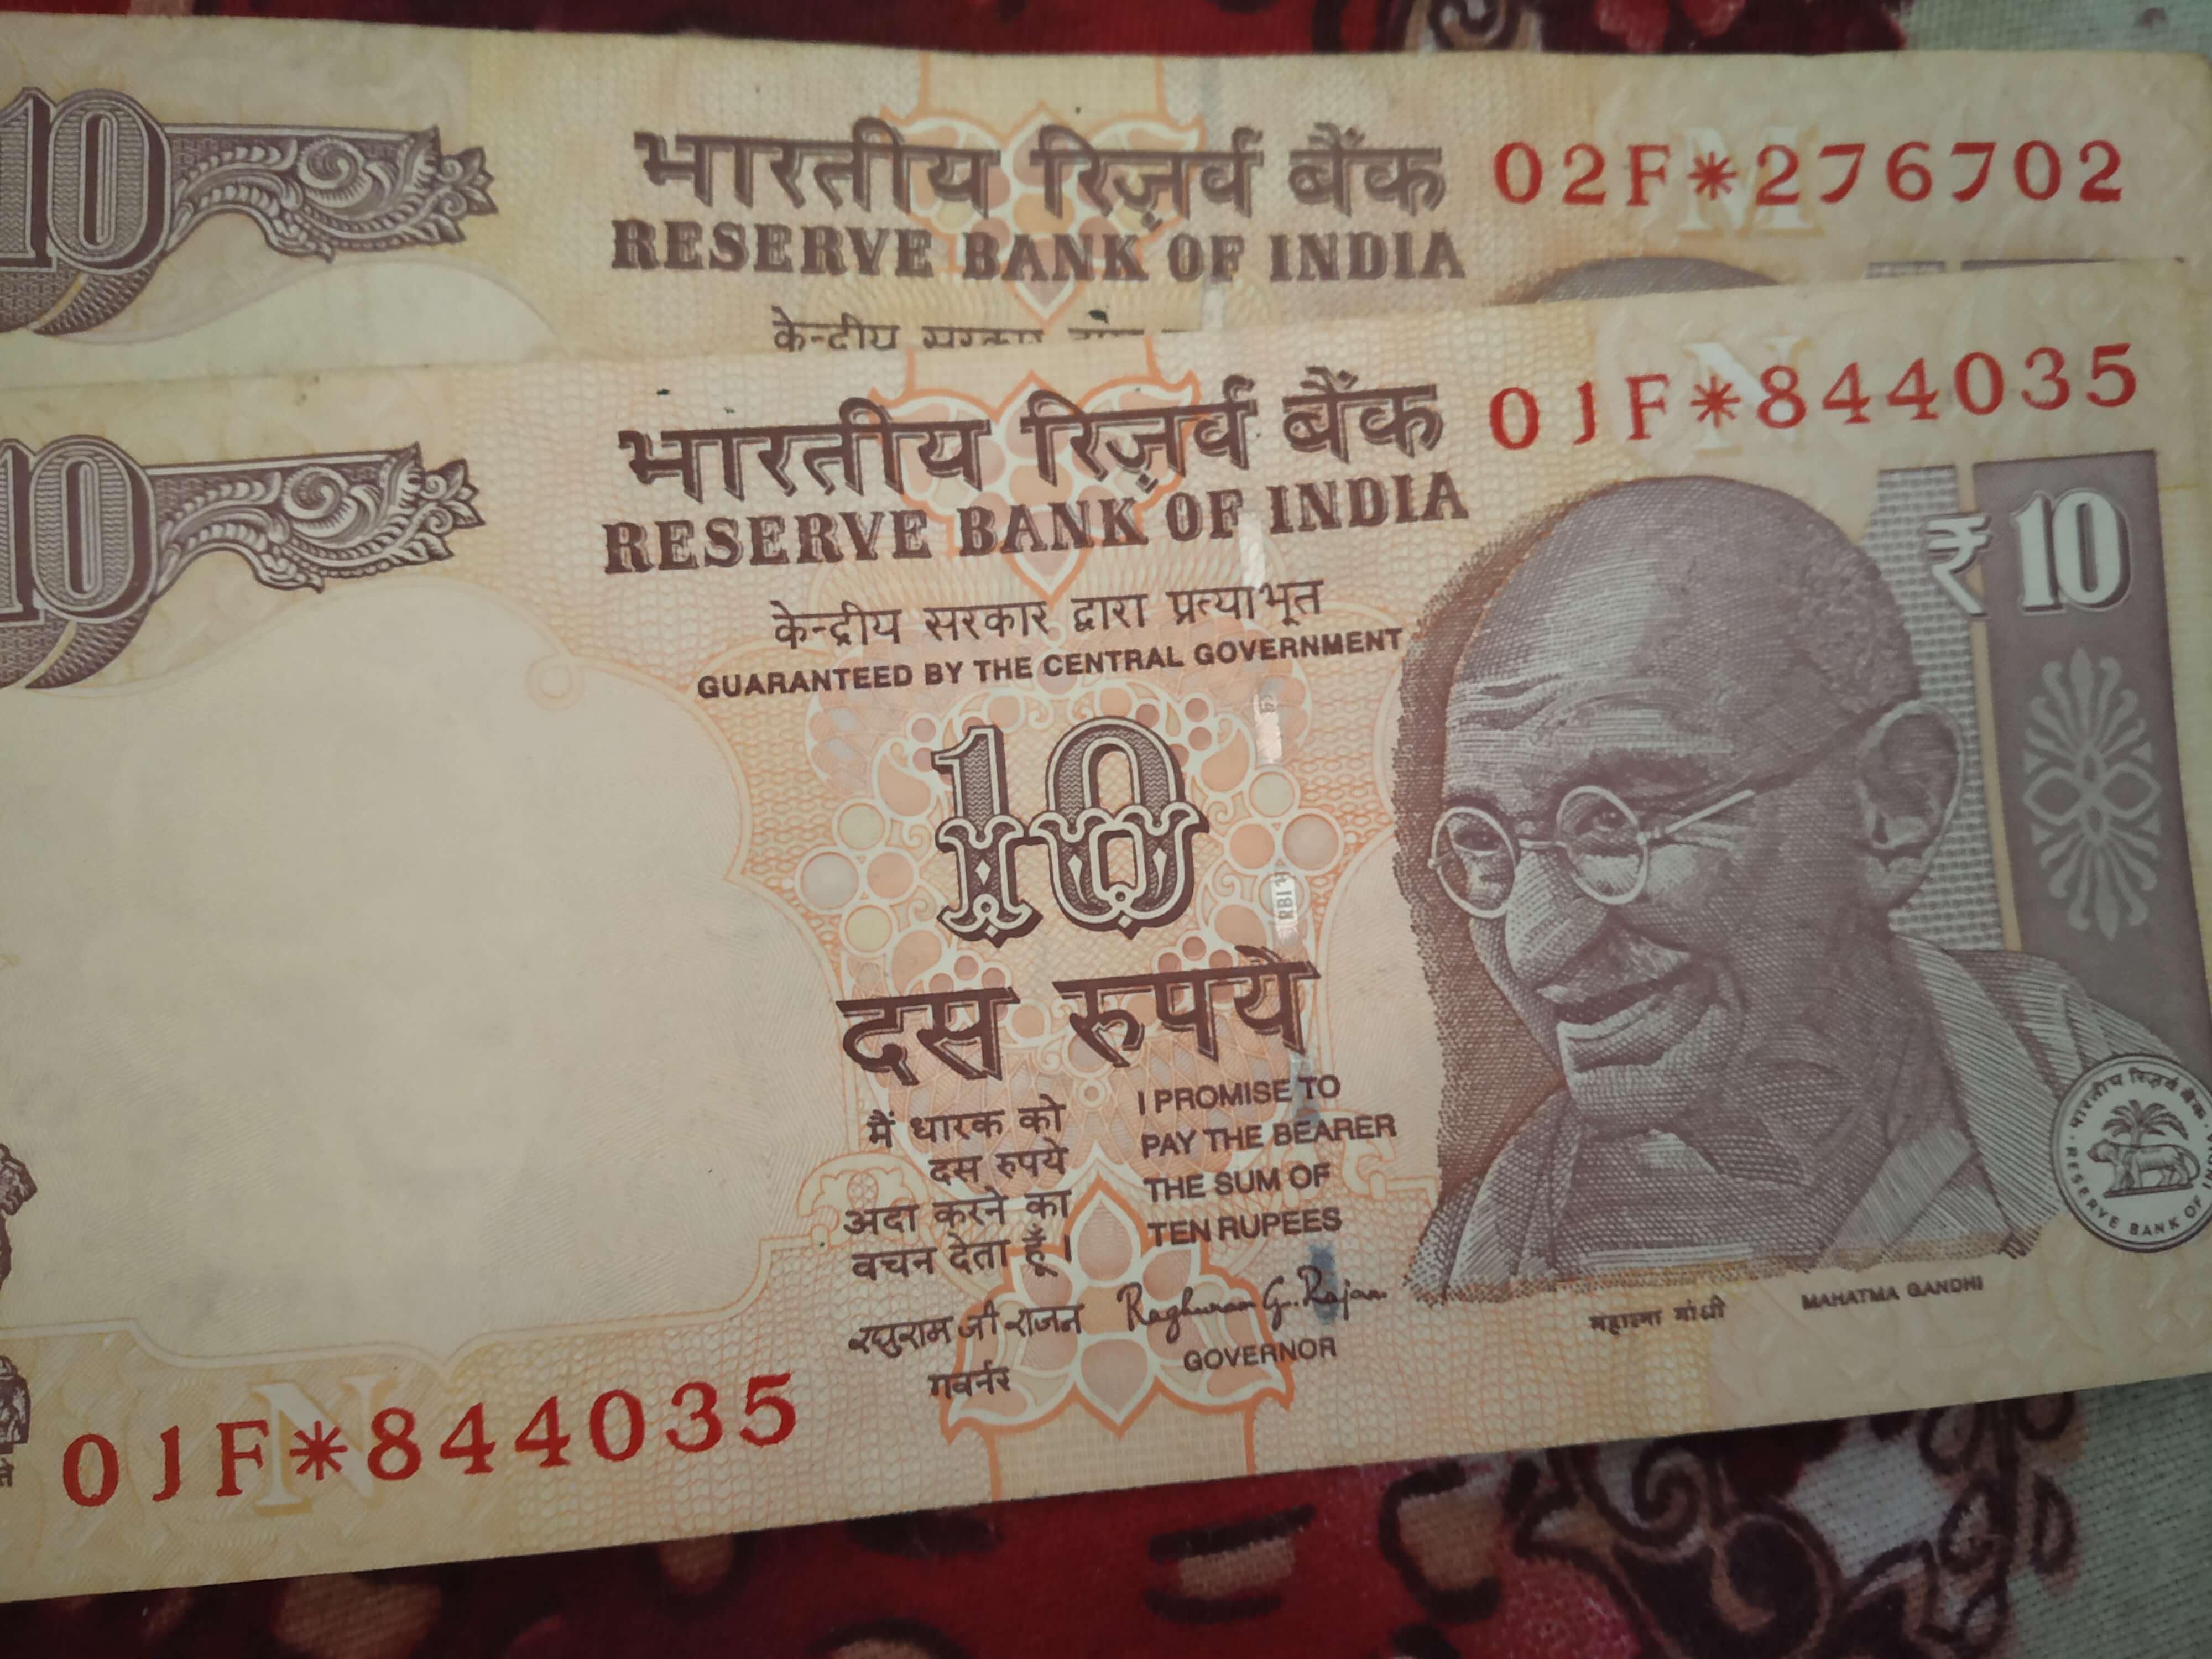 10
भारतीय रिज़र्व बैंक
02F*276702
RESERVE BANK OF INDIA
केन्द्रीय सरकार
10
भारतीय रिज़र्व बैंक
01F*844035
RESERVE BANK OF INDIA
₹ 10
केन्द्रीय सरकार द्वारा प्रत्याभूत
GUARANTEED BY THE CENTRAL GOVERNMENT
10
RBI
दस रुपये
मैं धारक को
दस रुपये
अदा करने का
वचन देता हूँ।
I PROMISE TO
PAY THE BEARER
THE SUM OF
TEN RUPEES
रघुराम जी राजन
गवर्नर
Raghuram G. Rajan
GOVERNOR
महात्मा गांधी
MAHATMA GANDHI
भारतीय रिज़र्व बैंक
RESERVE BANK OF
01F*844035
N
M
N